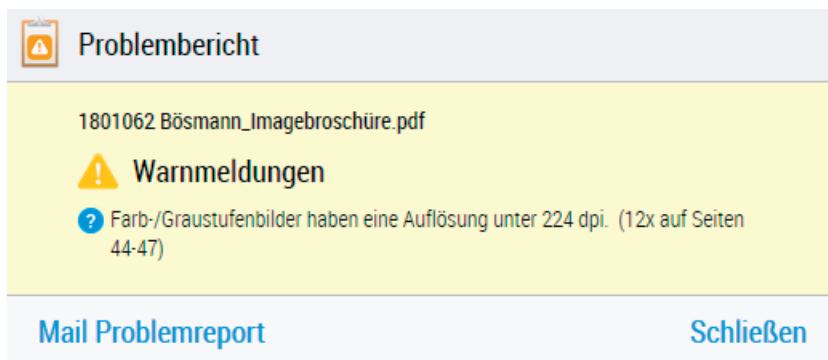 Problembericht
1801062 Bösmann_Imagebroschüre.pdf
Warnmeldungen
Farb-/Graustufenbilder haben eine Auflösung unter 224 dpi. (12x auf Seiten
44-47)
Mail Problemreport
Schließen